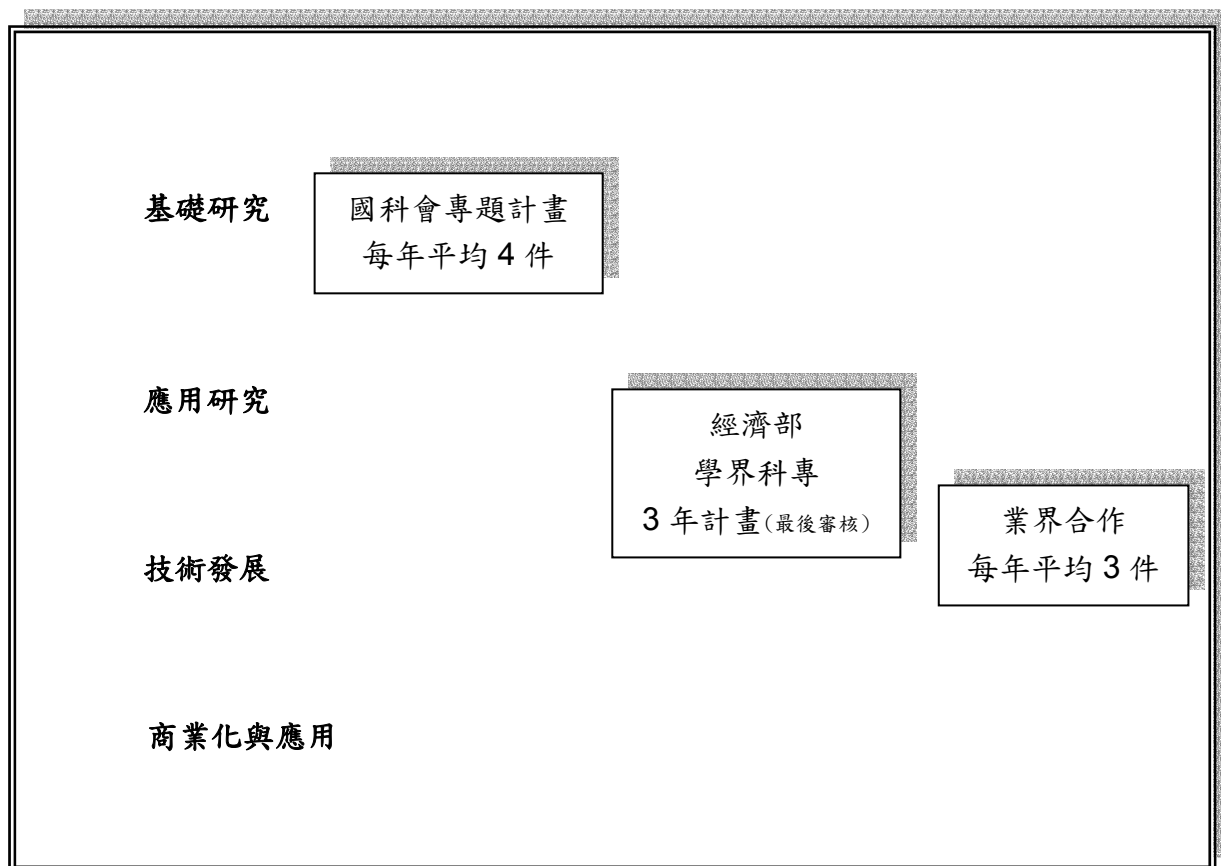 基礎研究
國科會專題計畫
每年平均 4 件
應用研究
經濟部
學界科專
3 年計畫(最後審核)
業界合作
每年平均 3 件
技術發展
商業化與應用